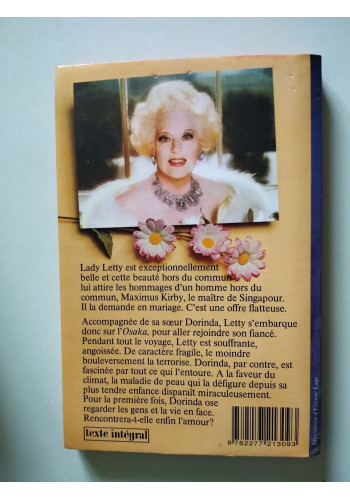 Lady Letty est exceptionnellement
belle et cette beauté hors du commun
lui attire les hommages d'un homme hors du
commun, Maximus Kirby, le maître de Singapour.
Il la demande en mariage. C'est une offre flatteuse.
Accompagnée de sa sœur Dorinda, Letty s'embarque
donc sur l'Osaka, pour aller rejoindre son fiancé.
Pendant tout le voyage, Letty est souffrante,
angoissée. De caractère fragile, le moindre
bouleversement la terrorise. Dorinda, par contre, est
fascinée par tout ce qui l'entoure. A la faveur du
climat, la maladie de peau qui la défigure depuis sa
plus tendre enfance disparaît miraculeusement.
Pour la première fois, Dorinda ose
regarder les gens et la vie en face.
Rencontrera-t-elle enfin l'amour?
texte intégral
9 782277 213093